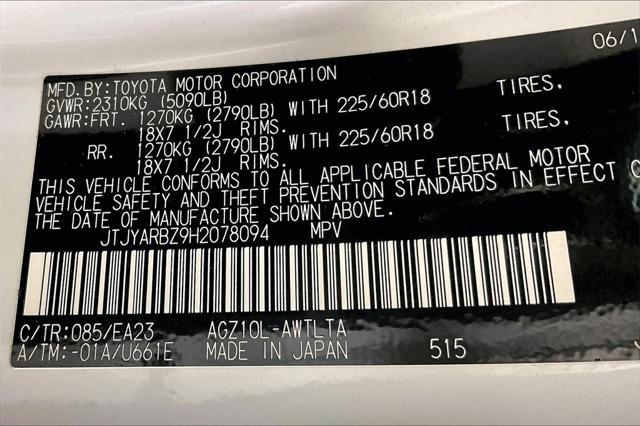 06/1
MFD.BY:TOYOTA MOTOR CORPORATION
GVWR:2310KG (5090LB)
GAWR:FRT. 1270KG (2790LB) WITH 225/60R18 TIRES,
18X7 1/2J RIMS.
RR. 1270KG (2790LB) WITH 225/60R18 TIRES,
18X7 1/2J RIMS.
THIS VEHICLE CONFORMS TO ALL APPLICABLE FEDERAL MOTOR
VEHICLE SAFETY AND THEFT PREVENTION STANDARDS IN EFFECT
THE DATE OF MANUFACTURE SHOWN ABOVE.
JTJYARBZ9H2078094 MPV
C/TR:085/EA23 AGZ10L-AWTLTA
A/TM:-01A/U661E MADE IN JAPAN 515